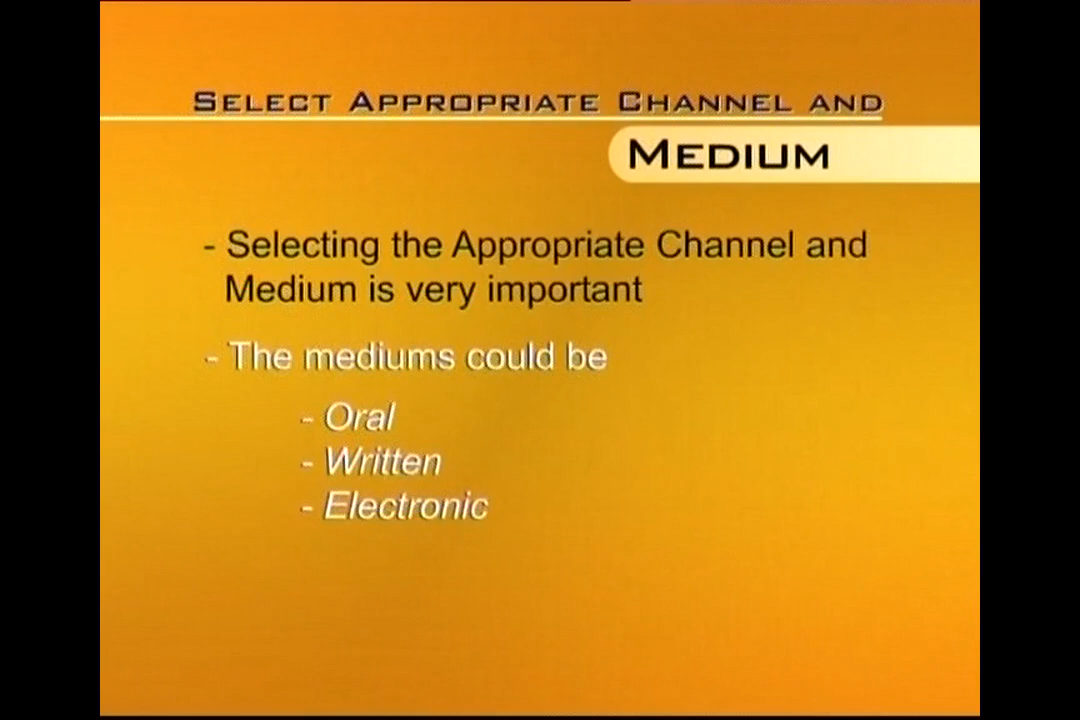 Select Appropriate Channel and
Medium
- Selecting the Appropriate Channel and
Medium is very important
- The mediums could be
- Oral
- Written
- Electronic